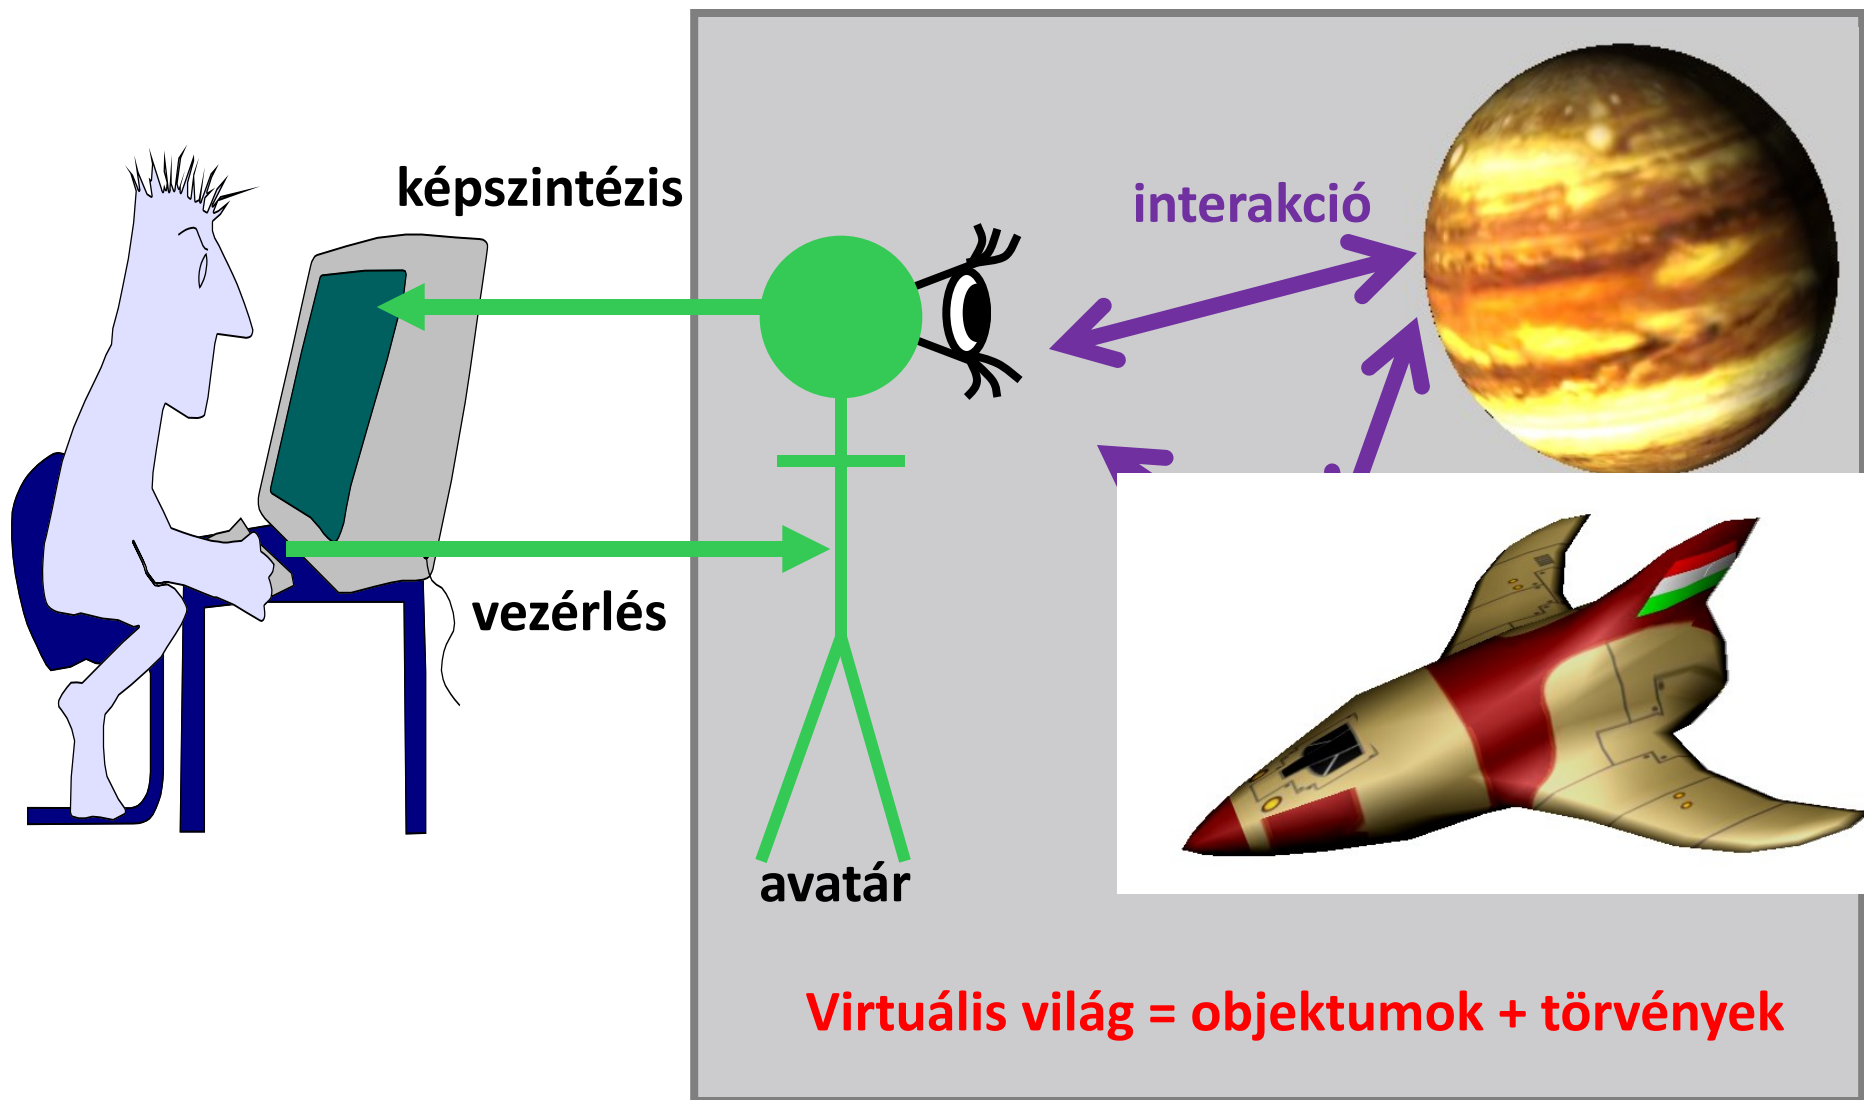 képszintézis
interakció
vezérlés
avatár
Virtuális világ = objektumok + törvények